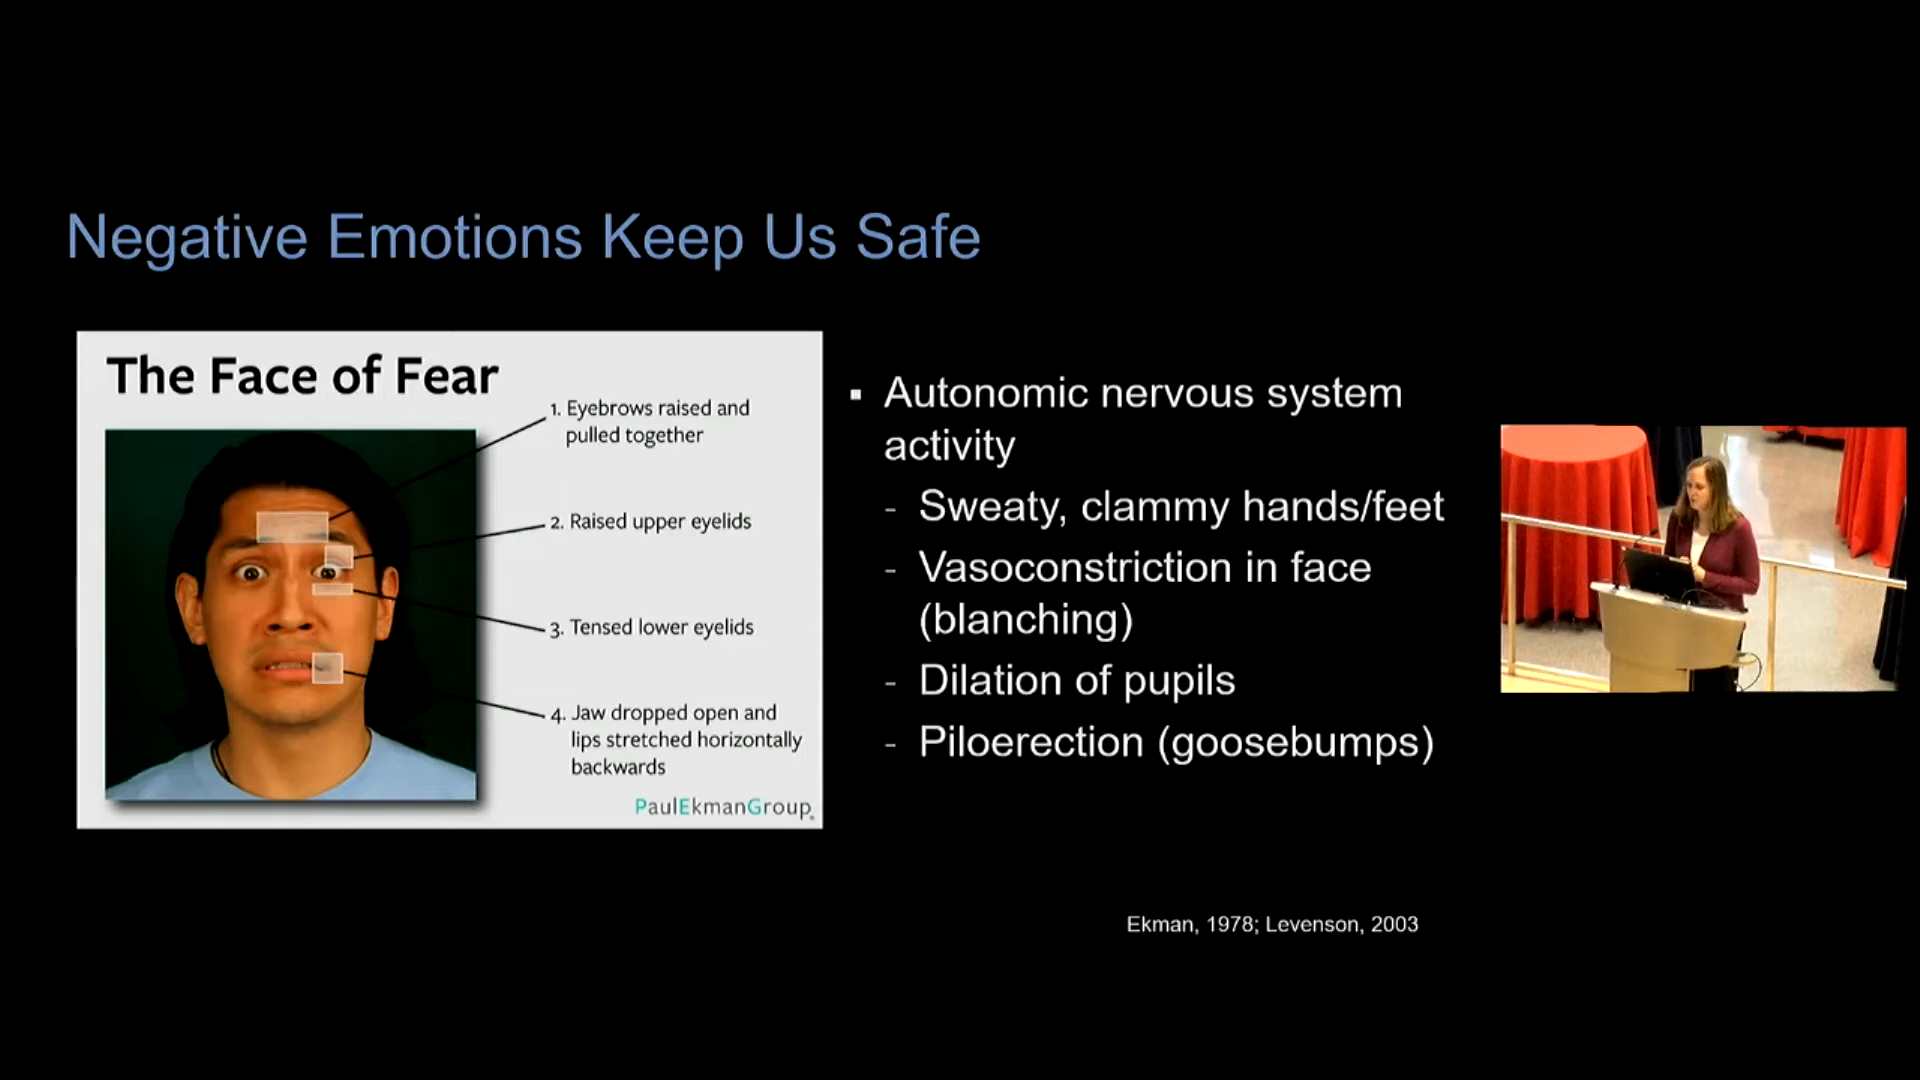 Negative Emotions Keep Us Safe
The Face of Fear
1. Eyebrows raised and
pulled together
2. Raised upper eyelids
3. Tensed lower eyelids
4. Jaw dropped open and
lips stretched horizontally
backwards
PaulEkmanGroup
▪ Autonomic nervous system
activity
- Sweaty, clammy hands/feet
- Vasoconstriction in face
(blanching)
- Dilation of pupils
- Piloerection (goosebumps)
Ekman, 1978; Levenson, 2003